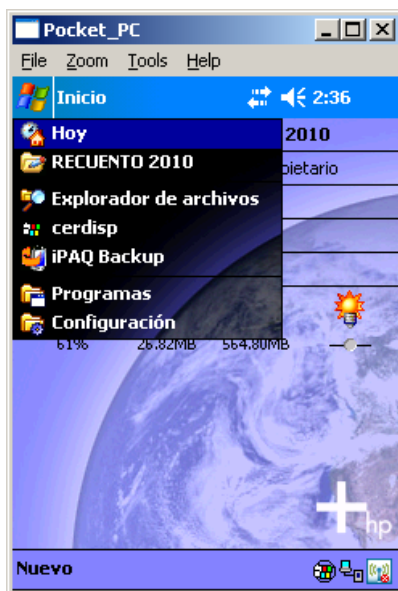 Pocket_PC
File Zoom Tools Help
Inicio 2:36
Hoy 2010
RECUENTO 2010 pietario
Explorador de archivos
cerdisp
iPAQ Backup
Programas
Configuración
61% 26.82MB 564.80MB
hp
Nuevo